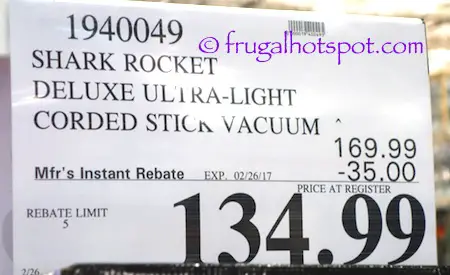 1940049
© frugalhotspot.com
SHARK ROCKET
DELUXE ULTRA-LIGHT
CORDED STICK VACUUM ^
169.99
Mfr's Instant Rebate EXP. 02/26/17 -35.00
PRICE AT REGISTER
REBATE LIMIT
5
134.99
2/26